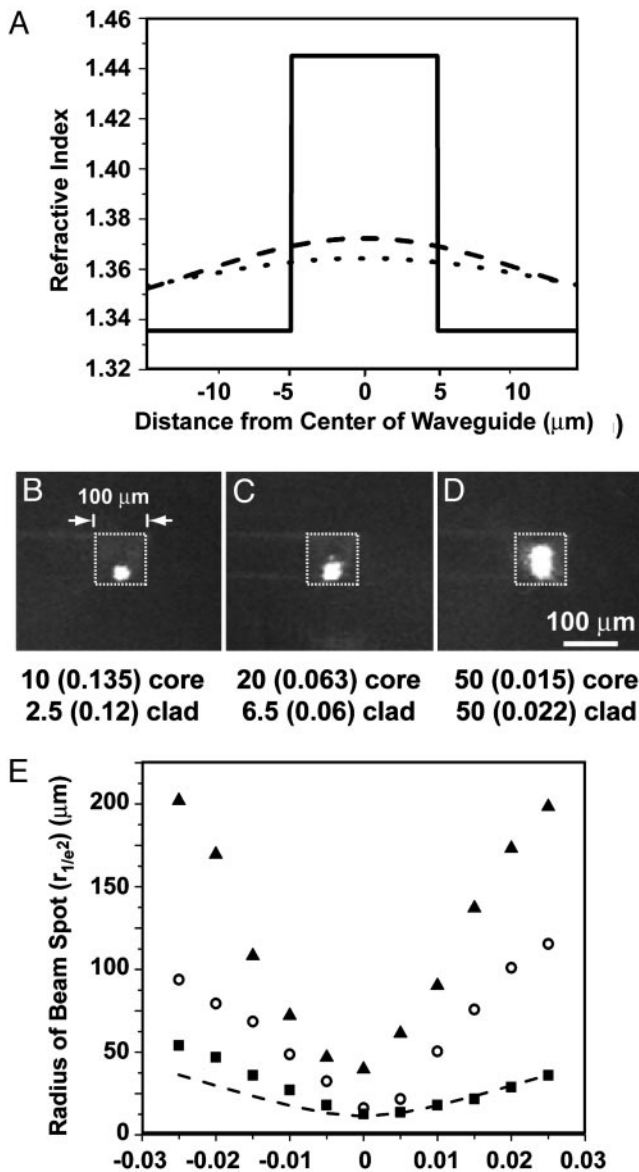 A
1.46
1.44
1.42
1.40
1.38
1.36
1.34
1.32
Refractive Index
-10 -5 0 5 10
Distance from Center of Waveguide (μm) )
B C D
100 μm
100 μm
10 (0.135) core 20 (0.063) core 50 (0.015) core
2.5 (0.12) clad 6.5 (0.06) clad 50 (0.022) clad
E
200
150
100
50
0
Radius of Beam Spot (r1/e2) (μm)
-0.03 -0.02 -0.01 0 0.01 0.02 0.03